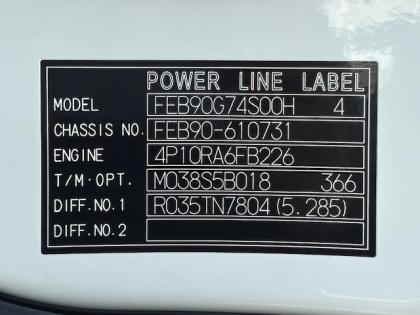 POWER LINE LABEL
MODEL FEB90G74S00H 4
CHASSIS NO. FEB90-610731
ENGINE 4P10RA6FB226
T/M·OPT. M038S5B018 366
DIFF.NO.1 R035TN7804(5.285)
DIFF.NO.2